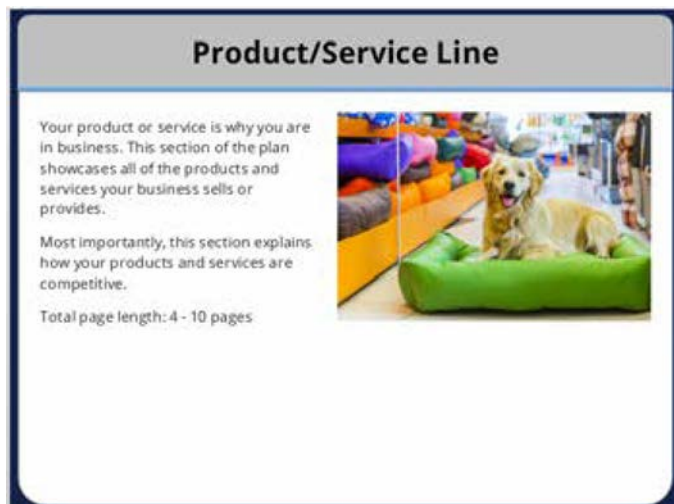 Product/Service Line
Your product or service is why you are
in business. This section of the plan
showcases all of the products and
services your business sells or
provides.
Most importantly, this section explains
how your products and services are
competitive.
Total page length: 4 - 10 pages